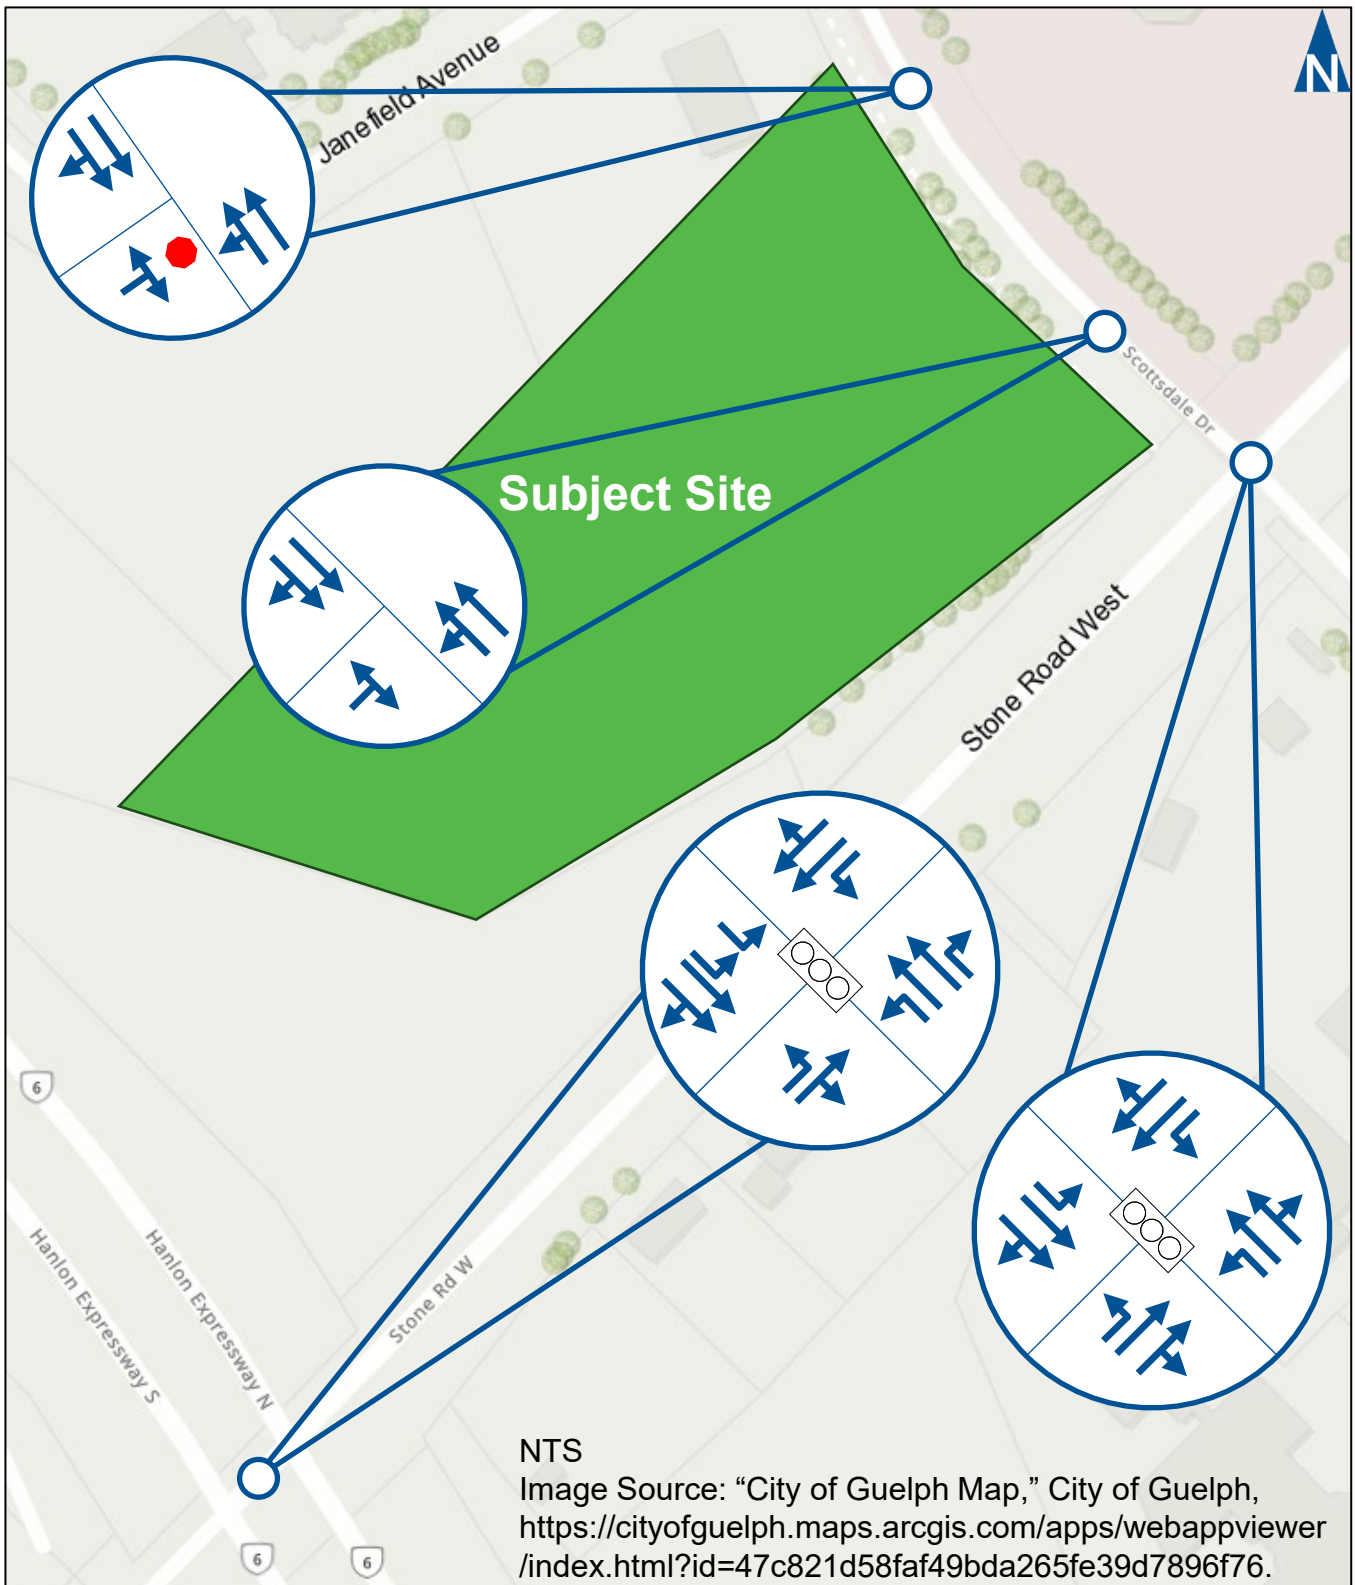 N
Janefield Avenue
Scottsdale Dr
Subject Site
Stone Road West
6
Hanlon Expressway S
Hanlon Expressway N
Stone Rd W
6
6
NTS
Image Source: “City of Guelph Map,” City of Guelph,
https://cityofguelph.maps.arcgis.com/apps/webappviewer
/index.html?id=47c821d58faf49bda265fe39d7896f76.